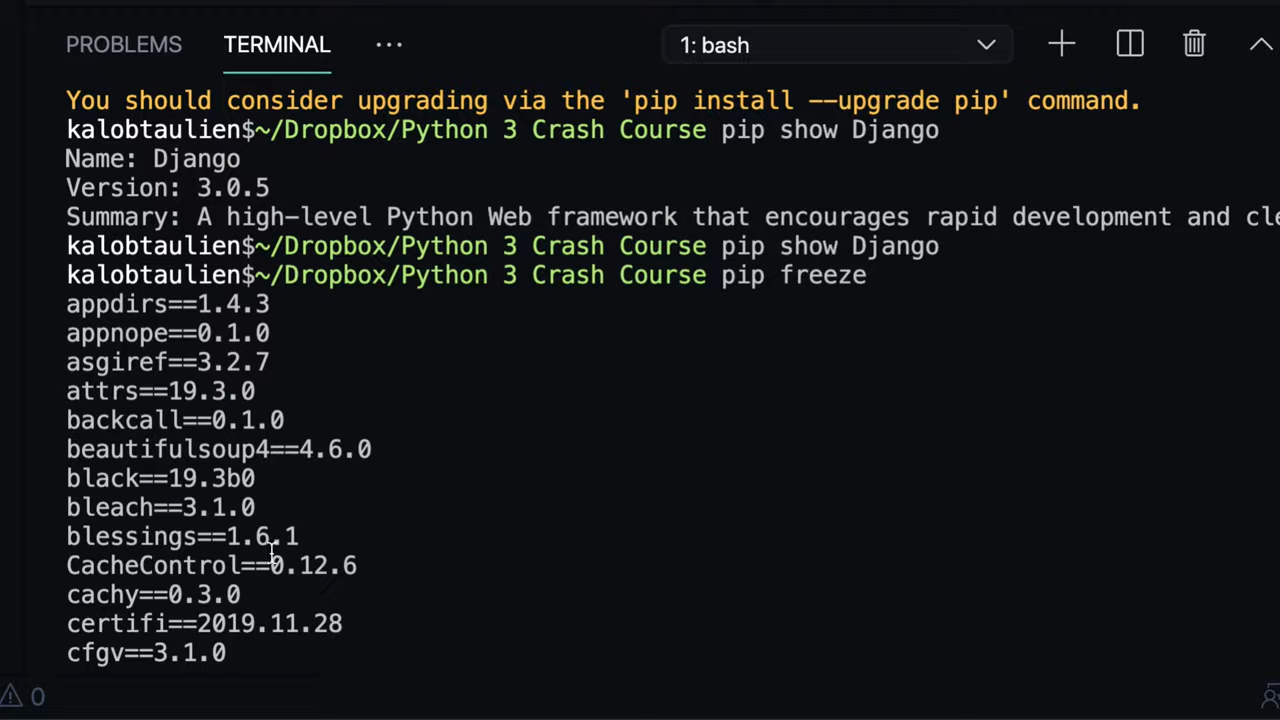 PROBLEMS TERMINAL ... 1: bash
You should consider upgrading via the 'pip install --upgrade pip' command.
kalobtaulien$~/Dropbox/Python 3 Crash Course pip show Django
Name: Django
Version: 3.0.5
Summary: A high-level Python Web framework that encourages rapid development and cle
kalobtaulien$~/Dropbox/Python 3 Crash Course pip show Django
kalobtaulien$~/Dropbox/Python 3 Crash Course pip freeze
appdirs==1.4.3
appnope==0.1.0
asgiref==3.2.7
attrs==19.3.0
backcall==0.1.0
beautifulsoup4==4.6.0
black==19.3b0
bleach==3.1.0
blessings==1.6.1
CacheControl==0.12.6
cachy==0.3.0
certifi==2019.11.28
cfgv==3.1.0
0